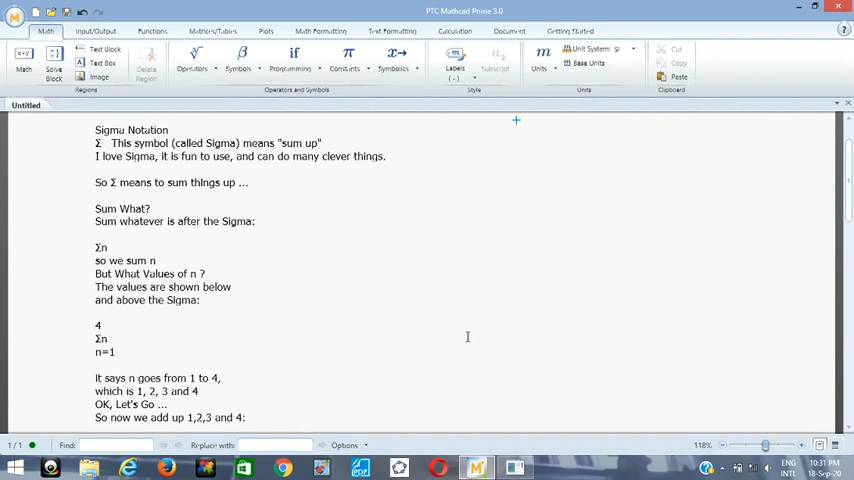 PTC Mathcad Prime 3.0
Math Input/Output Functions Matrices/Tables Plots Math Formatting Text Formatting Calculation Document Getting Started
Math
Solve Block
Text Block
Text Box
Image
Delete Region
Operators
Symbols
if
Programming
π
Constants
Symbolics
Labels
( - )
Subscript
m
Units
Unit System: SI
Base Units
Cut
Copy
Paste
Regions
Operators and Symbols
Style
Units
Clipboard
Untitled
Sigma Notation
Σ This symbol (called Sigma) means "sum up"
I love Sigma, it is fun to use, and can do many clever things.
So Σ means to sum things up ...
Sum What?
Sum whatever is after the Sigma:
Σn
so we sum n
But What Values of n ?
The values are shown below
and above the Sigma:
4
Σn
n=1
it says n goes from 1 to 4,
which is 1, 2, 3 and 4
OK, Let's Go ...
So now we add up 1,2,3 and 4:
1 / 1 Find: Replace with: Options 118%
ENG
INTL
10:31 PM
18-Sep-20